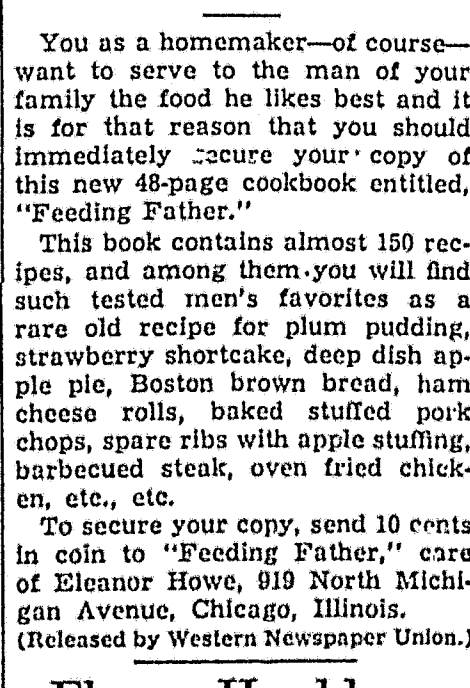 You as a homemaker—of course—
want to serve to the man of your
family the food he likes best and it
is for that reason that you should
immediately secure your copy of
this new 48-page cookbook entitled,
“Feeding Father.”
This book contains almost 150 rec-
ipes, and among them you will find
such tested men's favorites as a
rare old recipe for plum pudding,
strawberry shortcake, deep dish ap-
ple pie, Boston brown bread, ham
cheese rolls, baked stuffed pork
chops, spare ribs with apple stuffing,
barbecued steak, oven fried chick-
en, etc., etc.
To secure your copy, send 10 cents
in coin to “Feeding Father,” care
of Eleanor Howe, 919 North Michi-
gan Avenue, Chicago, Illinois.
(Released by Western Newspaper Union.)